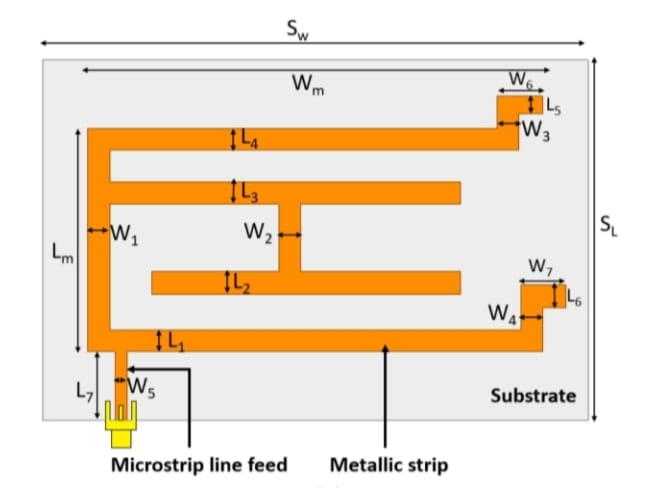 Sw
Wm
W6
L5
W3
L4
L3
W1
W2
SL
Lm
W7
L2
L6
W4
L1
L7
W5
Substrate
Microstrip line feed
Metallic strip